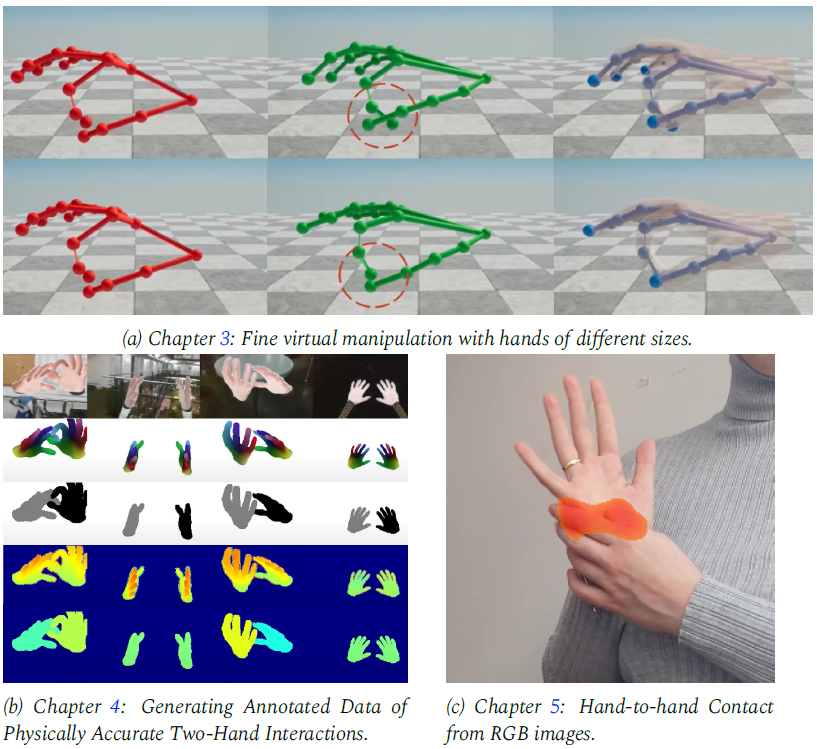 (a) Chapter 3: Fine virtual manipulation with hands of different sizes.
(b) Chapter 4: Generating Annotated Data of
Physically Accurate Two-Hand Interactions.
(c) Chapter 5: Hand-to-hand Contact
from RGB images.